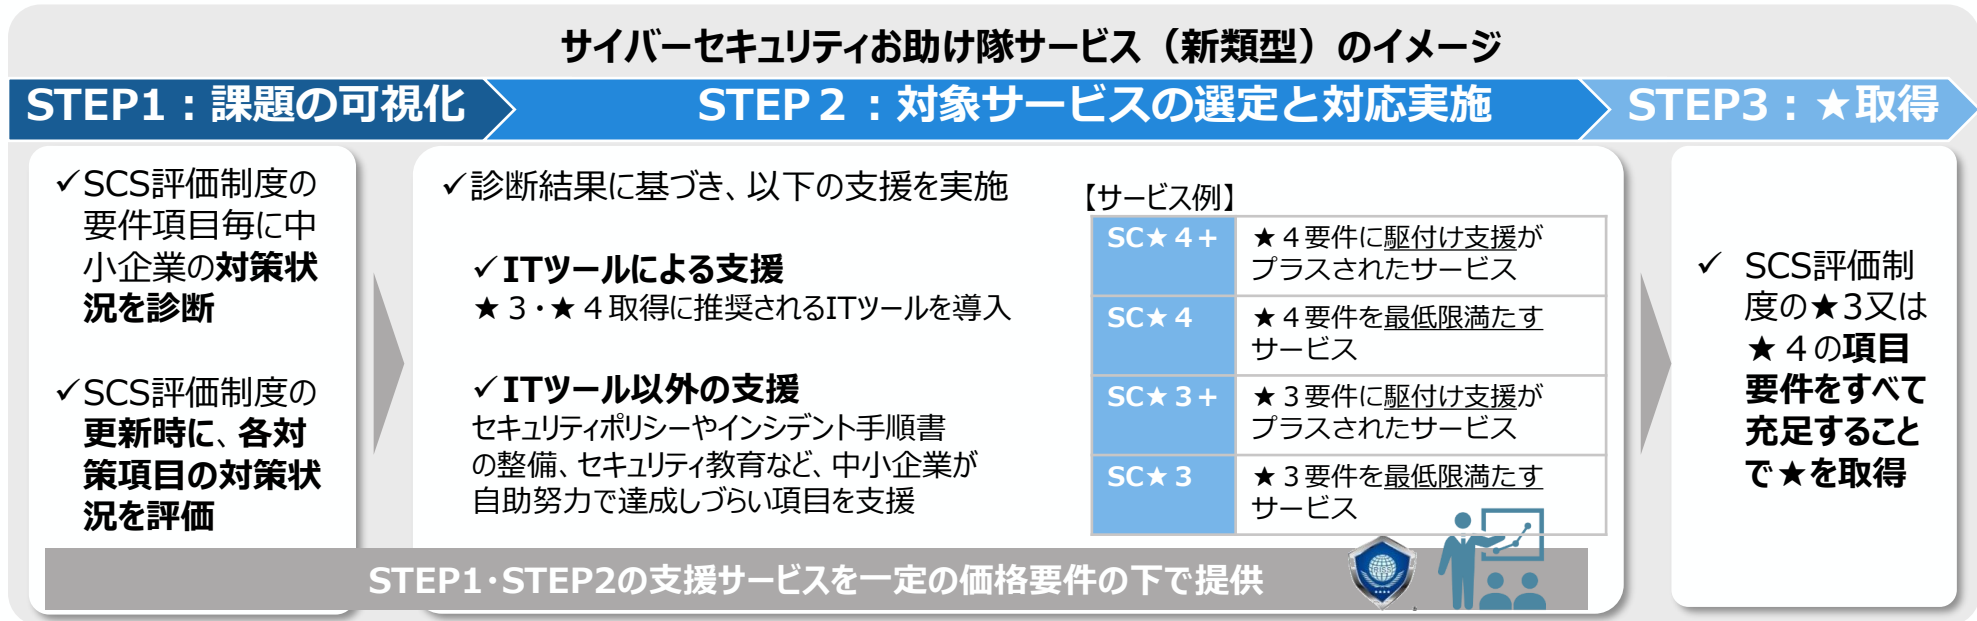 サイバーセキュリティお助け隊サービス（新類型）のイメージ
STEP1：課題の可視化
STEP２：対象サービスの選定と対応実施
STEP3：★取得
✓SCS評価制度の
要件項目毎に中
小企業の対策状
況を診断
✓SCS評価制度の
更新時に、各対
策項目の対策状
況を評価
✓診断結果に基づき、以下の支援を実施
✓ITツールによる支援
★３・★４取得に推奨されるITツールを導入
✓ITツール以外の支援
セキュリティポリシーやインシデント手順書
の整備、セキュリティ教育など、中小企業が
自助努力で達成しづらい項目を支援
【サービス例】
SC★４+
★４要件に駆付け支援が
プラスされたサービス
SC★４
★４要件を最低限満たす
サービス
SC★３+
★３要件に駆付け支援が
プラスされたサービス
SC★３
★３要件を最低限満たす
サービス
✓ SCS評価制
度の★3又は
★４の項目
要件をすべて
充足すること
で★を取得
STEP1･STEP2の支援サービスを一定の価格要件の下で提供